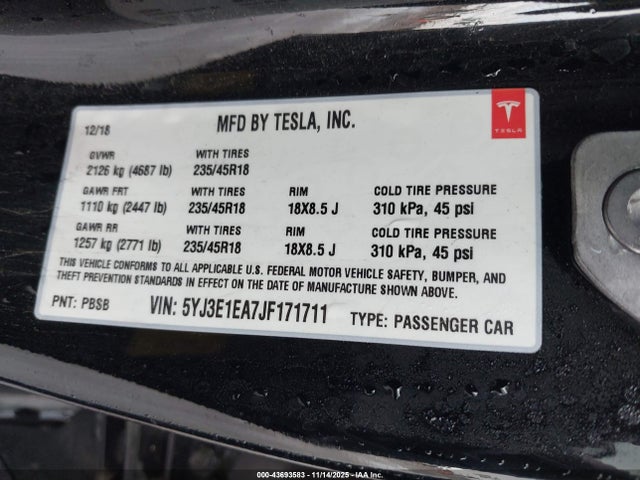 12/18 MFD BY TESLA, INC.
TESLA
GVWR WITH TIRES
2126 kg (4687 lb) 235/45R18
GAWR FRT WITH TIRES RIM COLD TIRE PRESSURE
1110 kg (2447 lb) 235/45R18 18X8.5 J 310 kPa, 45 psi
GAWR RR WITH TIRES RIM COLD TIRE PRESSURE
1257 kg (2771 lb) 235/45R18 18X8.5 J 310 kPa, 45 psi
THIS VEHICLE CONFORMS TO ALL APPLICABLE U.S. FEDERAL MOTOR VEHICLE SAFETY, BUMPER, AND
THEFT PREVENTION STANDARDS IN EFFECT ON THE DATE OF MANUFACTURE SHOWN ABOVE.
PNT: PBSB VIN: 5YJ3E1EA7JF171711 TYPE: PASSENGER CAR
000-43693583 - 11/14/2025 - IAA Inc.